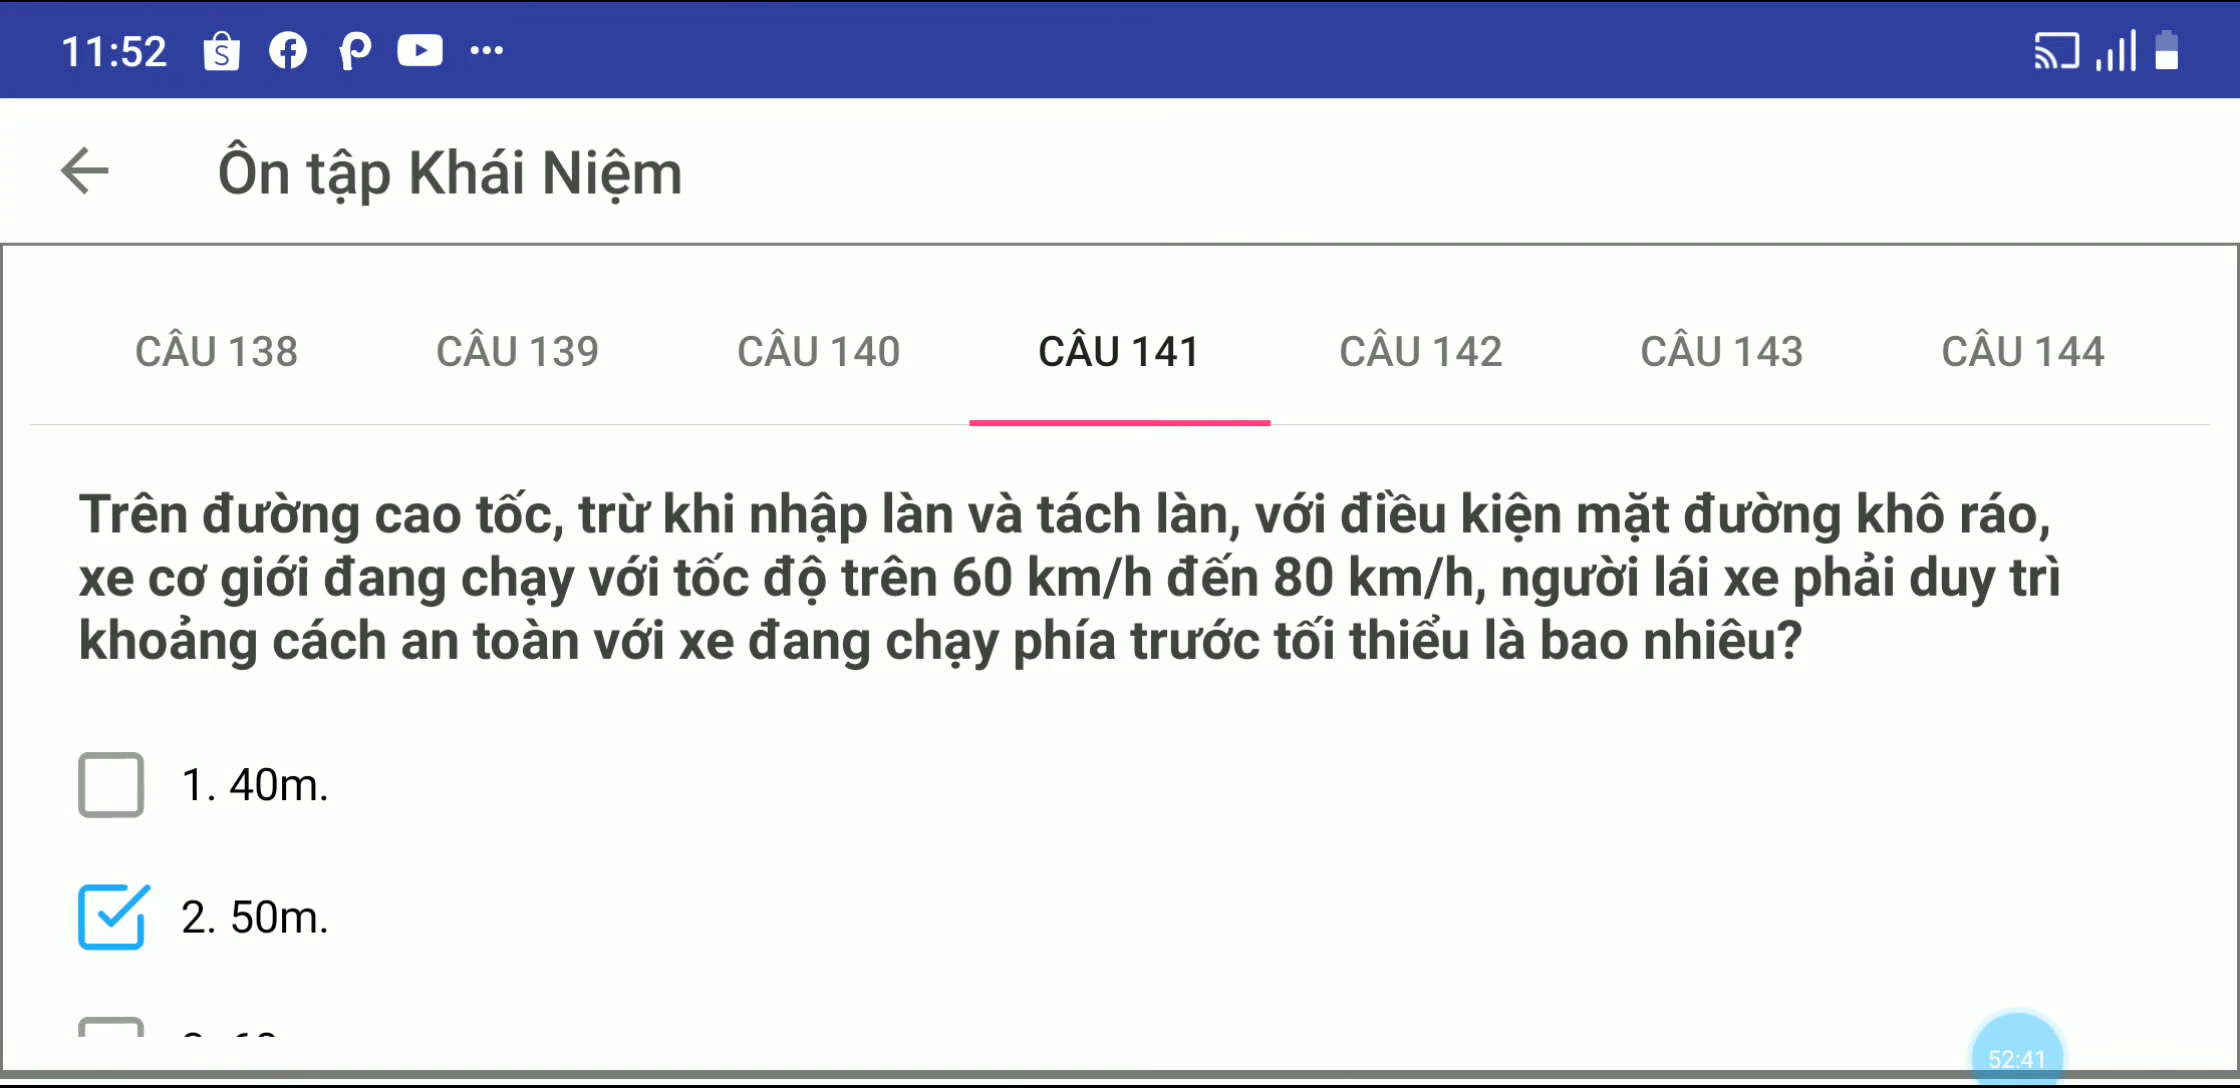 11:52
Ôn tập Khái Niệm
CÂU 138 CÂU 139 CÂU 140 CÂU 141 CÂU 142 CÂU 143 CÂU 144
Trên đường cao tốc, trừ khi nhập làn và tách làn, với điều kiện mặt đường khô ráo,
xe cơ giới đang chạy với tốc độ trên 60 km/h đến 80 km/h, người lái xe phải duy trì
khoảng cách an toàn với xe đang chạy phía trước tối thiểu là bao nhiêu?
1. 40m.
2. 50m.
52:41